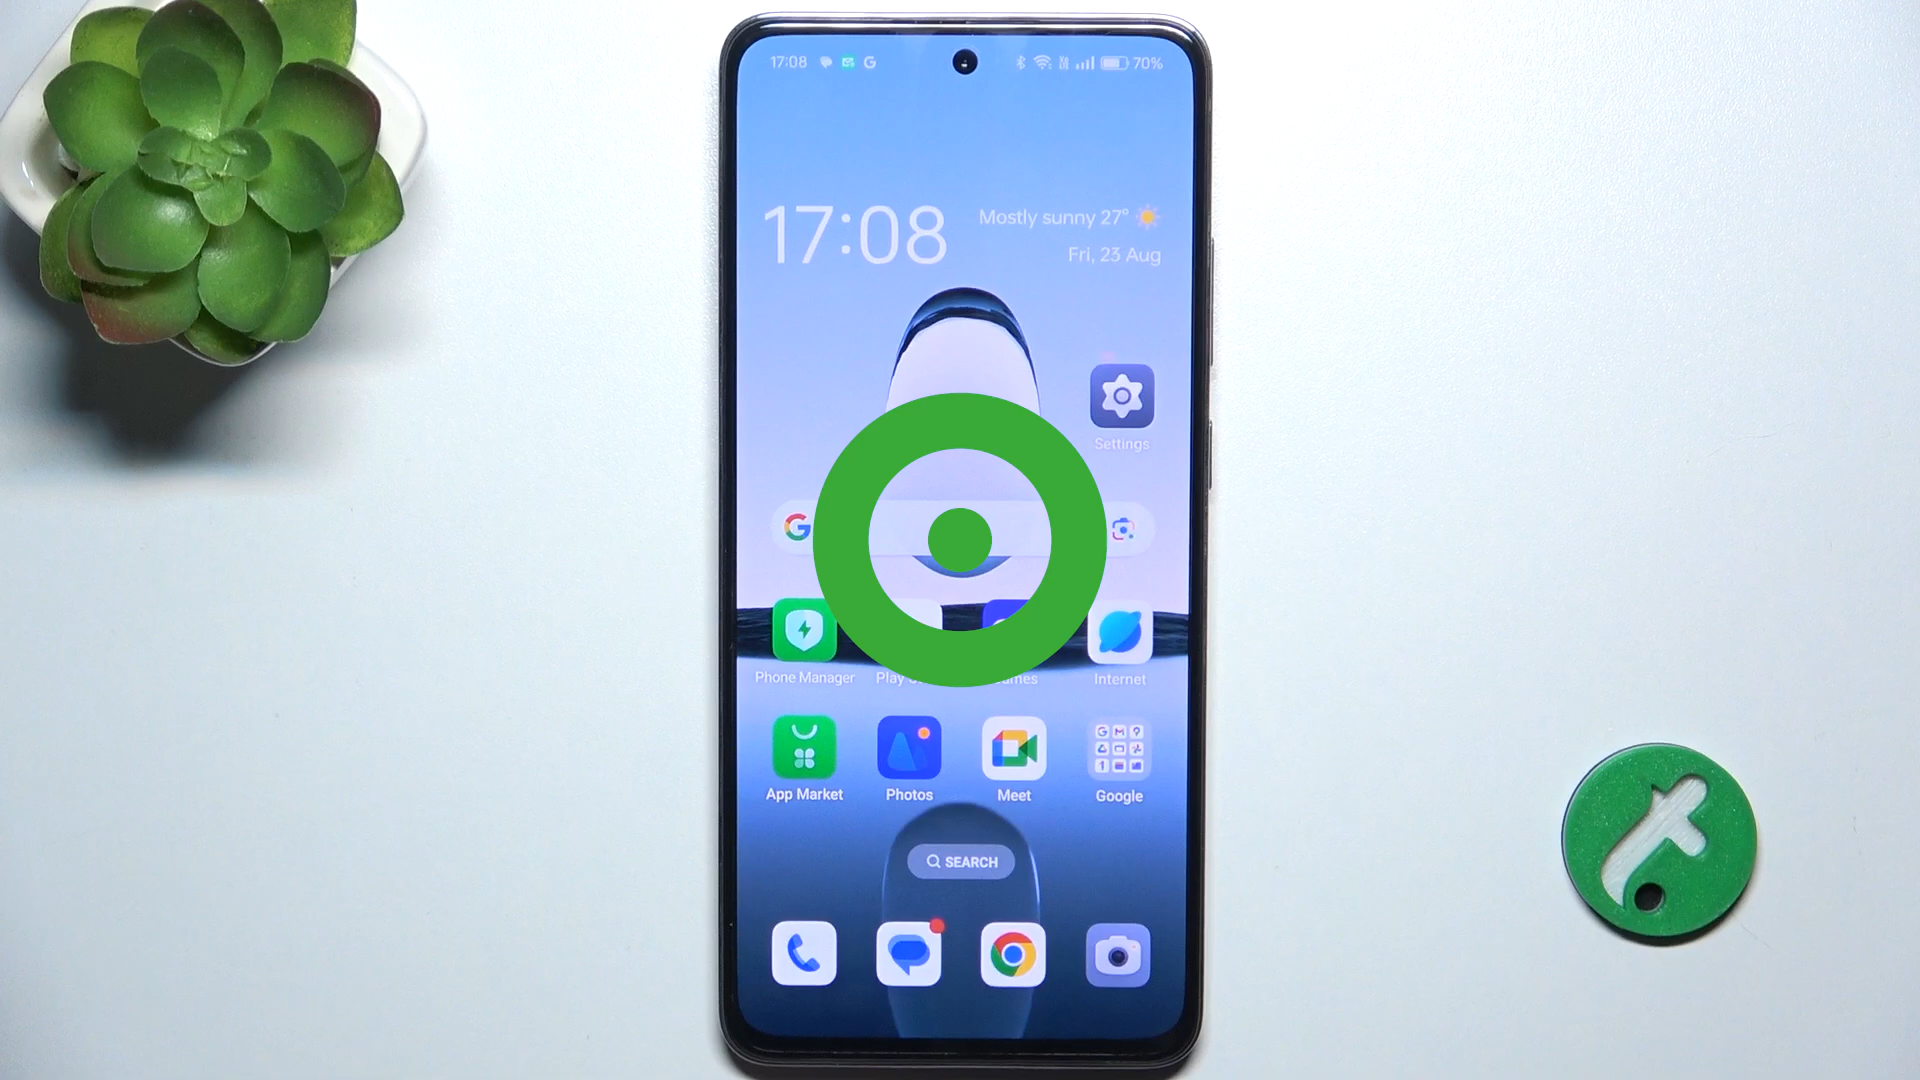 17:08
70%
17:08
Mostly sunny 27°
Fri, 23 Aug
Settings
Phone Manager
Play
Internet
App Market
Photos
Meet
Google
SEARCH